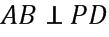 AB ⊥ PD